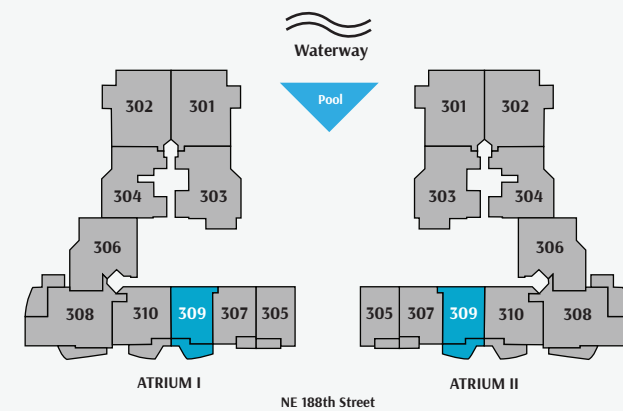 Waterway
Pool
302 301
304 303
306
308 310 309 307 305
ATRIUM I
301 302
303 304
306
305 307 309 310 308
ATRIUM II
NE 188th Street